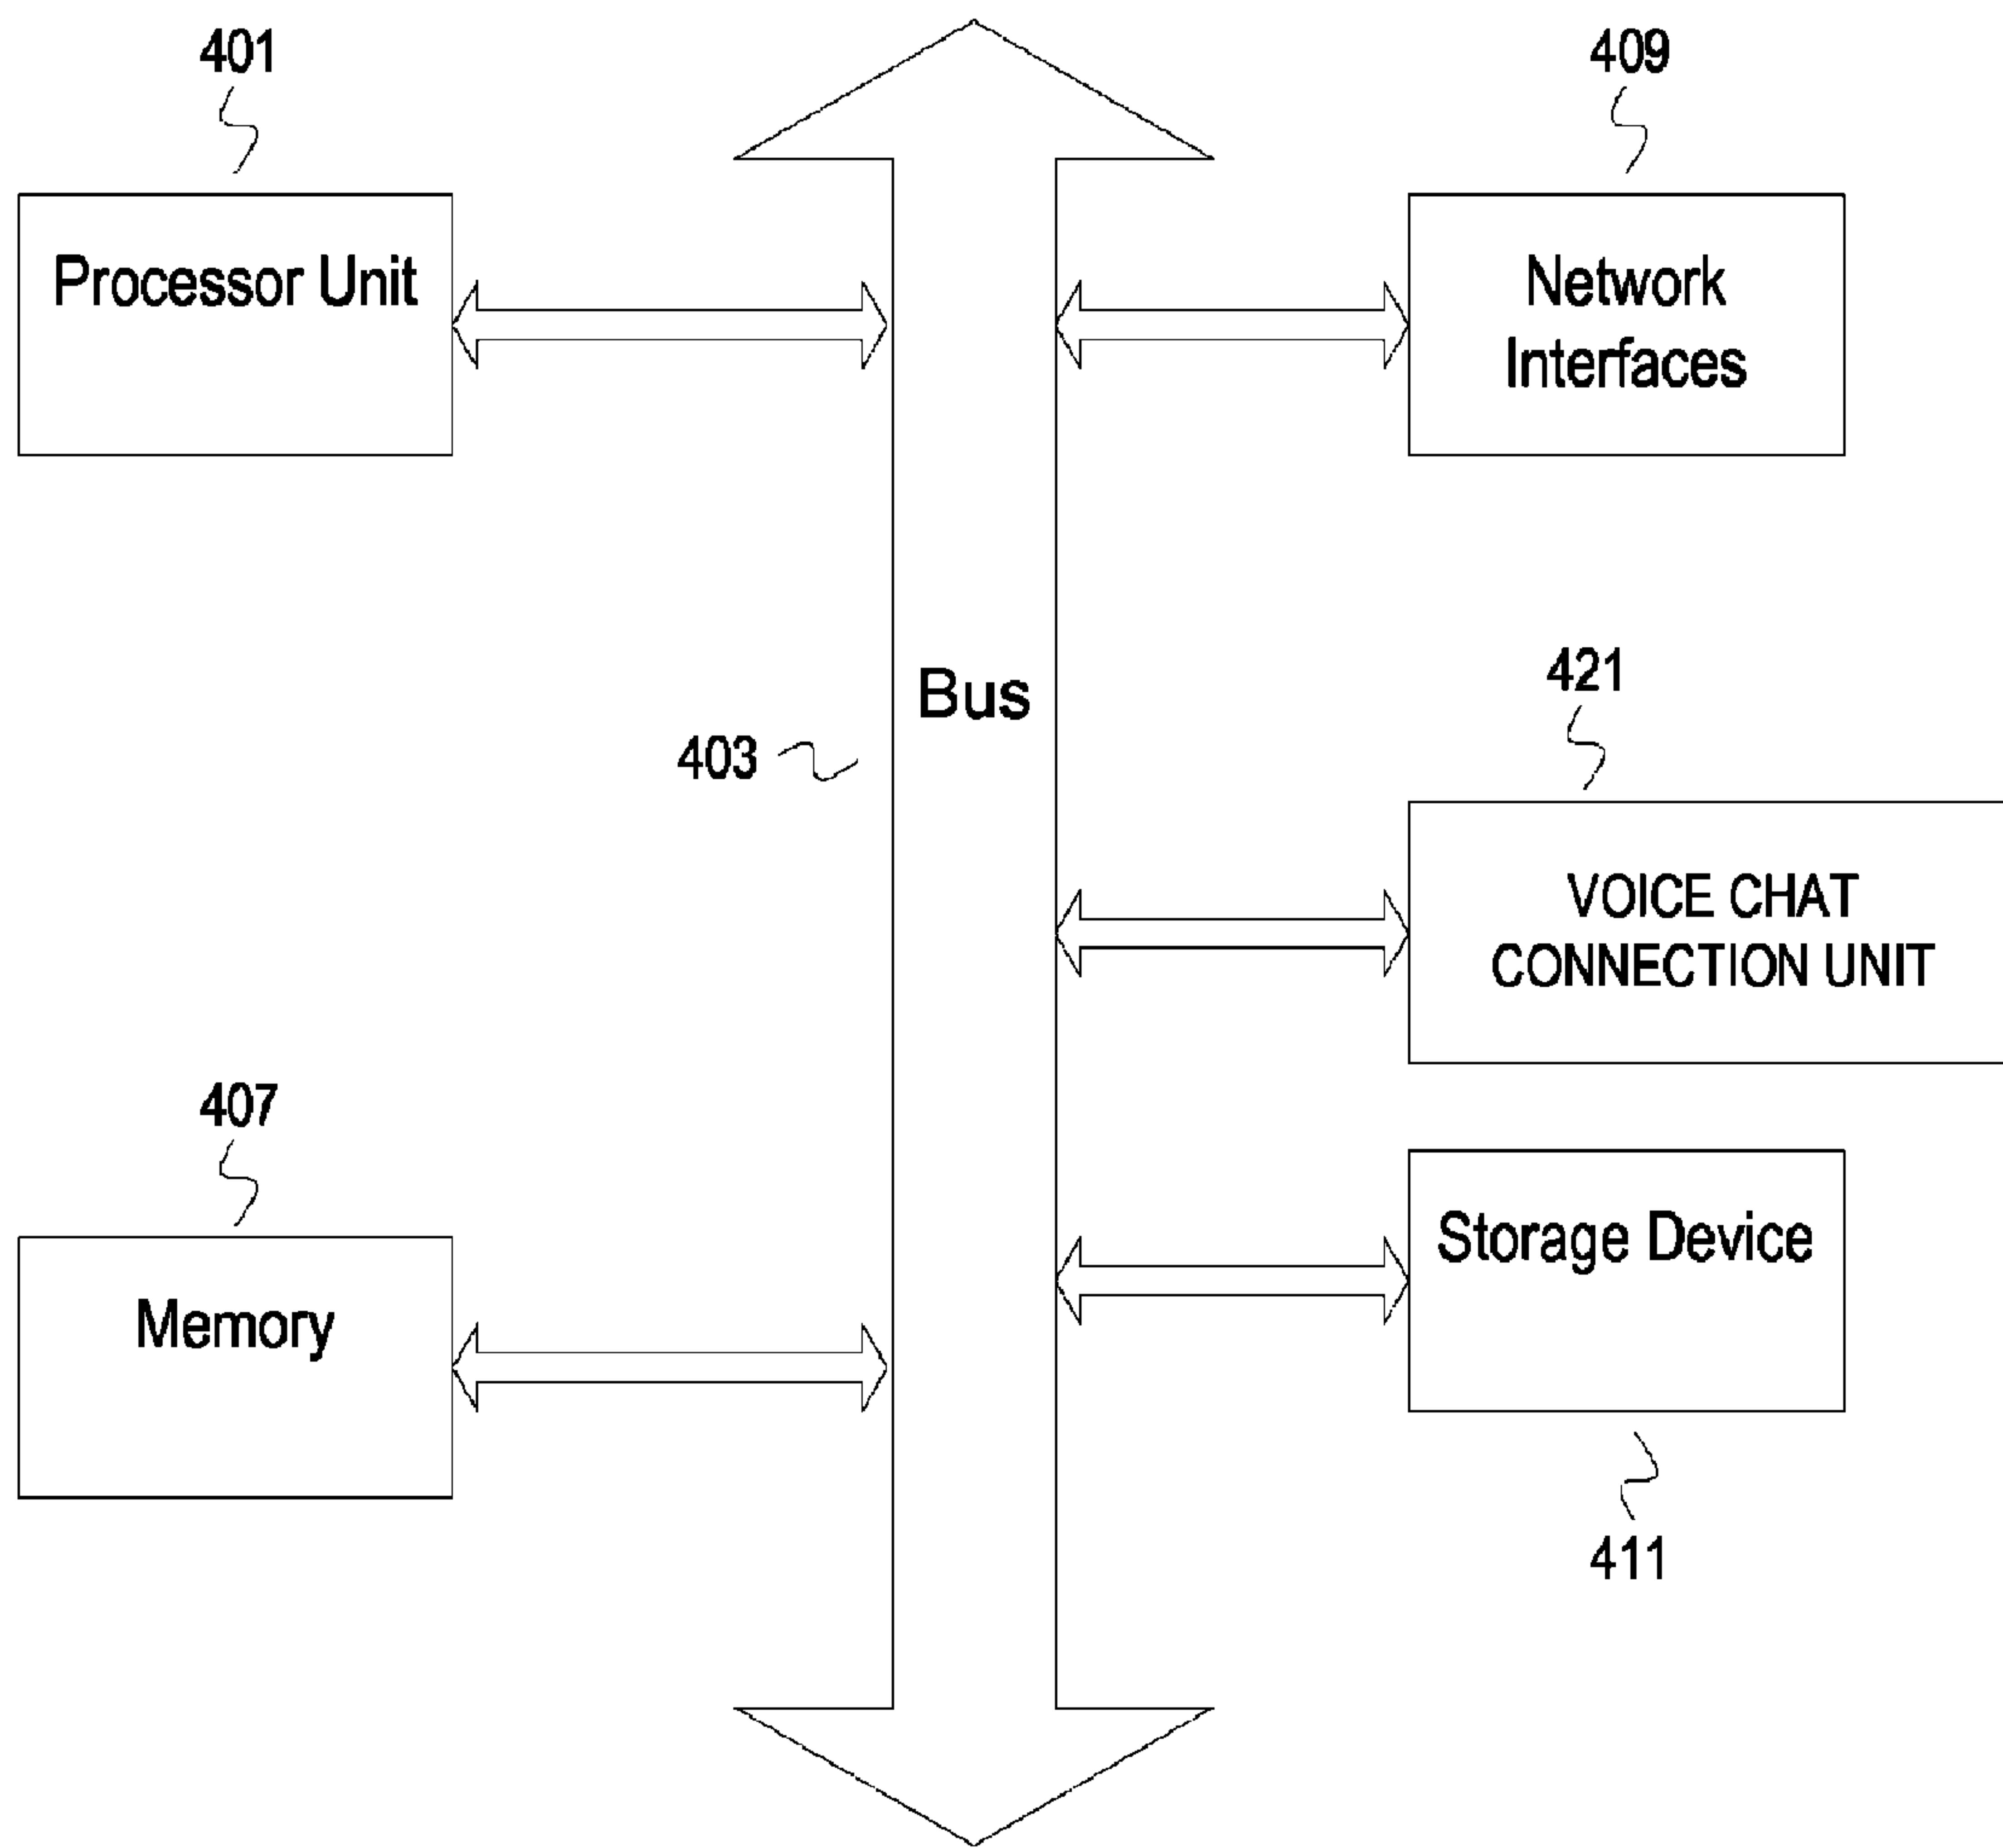 401
409
Processor Unit
Network
Interfaces
Bus
403
421
VOICE CHAT
CONNECTION UNIT
407
Memory
Storage Device
411